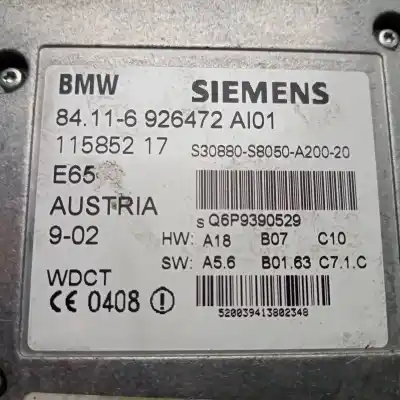 BMW SIEMENS
84.11-6 926472 AI01
115852 17 S30880-S8050-A200-20
E65
AUSTRIA S Q6P9390529
9-02 HW: A18 B07 C10
WDCT SW: A5.6 B01.63 C7.1.C
CE 0408 !
520039413802348